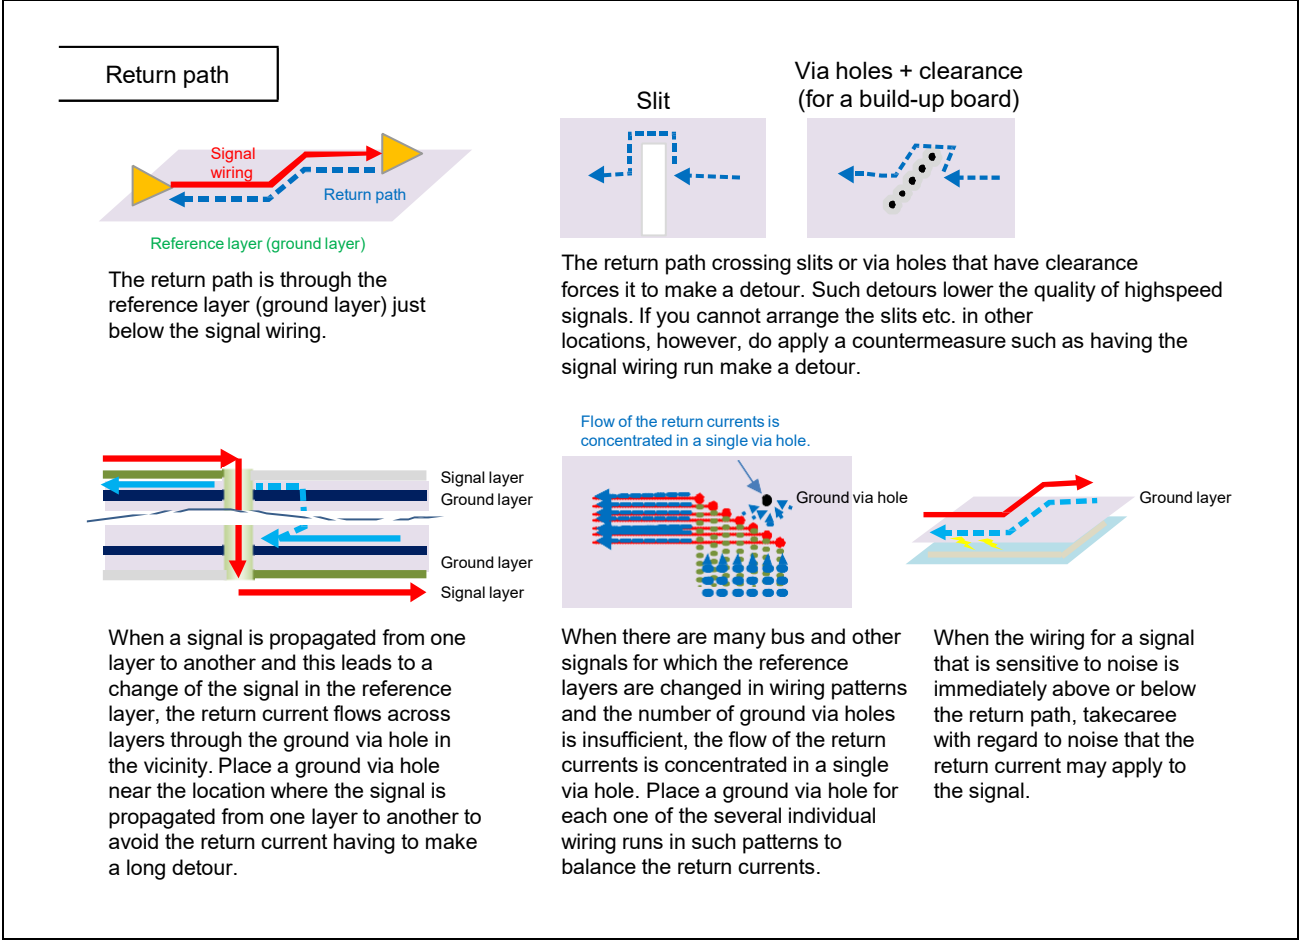 Return path
Signal
wiring
Return path
Reference layer (ground layer)
The return path is through the
reference layer (ground layer) just
below the signal wiring.
Slit
Via holes + clearance
(for a build-up board)
The return path crossing slits or via holes that have clearance
forces it to make a detour. Such detours lower the quality of highspeed
signals. If you cannot arrange the slits etc. in other
locations, however, do apply a countermeasure such as having the
signal wiring run make a detour.
Signal layer
Ground layer
Ground layer
Signal layer
When a signal is propagated from one
layer to another and this leads to a
change of the signal in the reference
layer, the return current flows across
layers through the ground via hole in
the vicinity. Place a ground via hole
near the location where the signal is
propagated from one layer to another to
avoid the return current having to make
a long detour.
Flow of the return currents is
concentrated in a single via hole.
Ground via hole
When there are many bus and other
signals for which the reference
layers are changed in wiring patterns
and the number of ground via holes
is insufficient, the flow of the return
currents is concentrated in a single
via hole. Place a ground via hole for
each one of the several individual
wiring runs in such patterns to
balance the return currents.
Ground layer
When the wiring for a signal
that is sensitive to noise is
immediately above or below
the return path, takecaree
with regard to noise that the
return current may apply to
the signal.